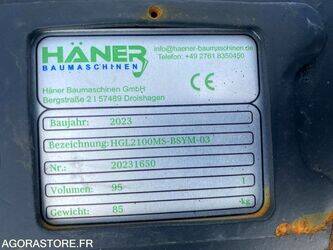 HÄNER
BAUMASCHINEN
info@haener-baumaschinen.de
Telefon: +49 2761 8350450
CE
Häner Baumaschinen GmbH
Bergstraße 2 I 57489 Drolshagen
Baujahr: 2023
Bezeichnung: HGL2100MS-BSYM-03
Nr.: 20231650
Volumen: 95 l
Gewicht: 85 kg
AGORASTORE.FR